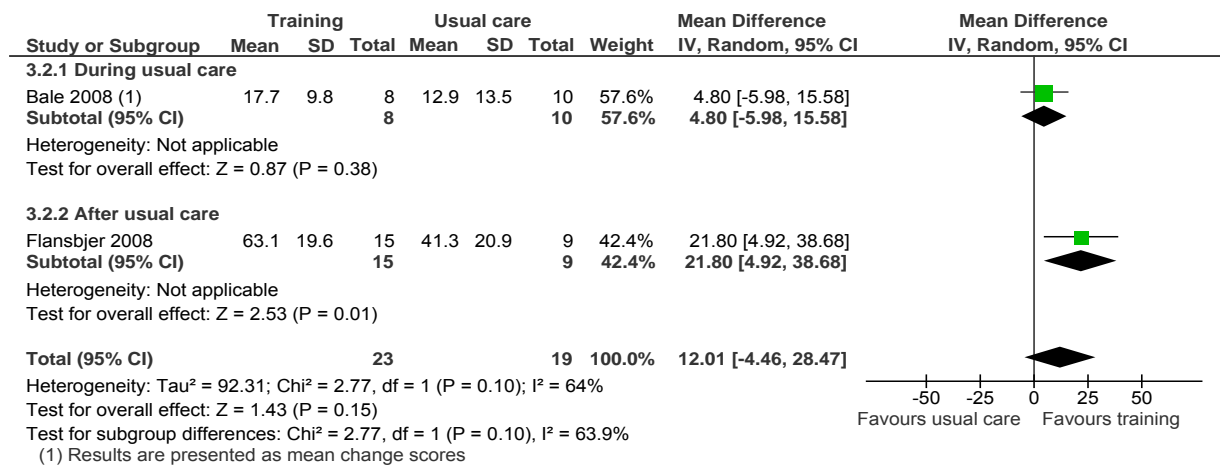 Training Usual care Mean Difference Mean Difference
Study or Subgroup Mean SD Total Mean SD Total Weight IV, Random, 95% CI IV, Random, 95% CI
3.2.1 During usual care
Bale 2008 (1) 17.7 9.8 8 12.9 13.5 10 57.6% 4.80 [-5.98, 15.58]
Subtotal (95% CI) 8 10 57.6% 4.80 [-5.98, 15.58]
Heterogeneity: Not applicable
Test for overall effect: Z = 0.87 (P = 0.38)
3.2.2 After usual care
Flansbjer 2008 63.1 19.6 15 41.3 20.9 9 42.4% 21.80 [4.92, 38.68]
Subtotal (95% CI) 15 9 42.4% 21.80 [4.92, 38.68]
Heterogeneity: Not applicable
Test for overall effect: Z = 2.53 (P = 0.01)
Total (95% CI) 23 19 100.0% 12.01 [-4.46, 28.47]
Heterogeneity: Tau² = 92.31; Chi² = 2.77, df = 1 (P = 0.10); I² = 64%
Test for overall effect: Z = 1.43 (P = 0.15)
Test for subgroup differences: Chi² = 2.77, df = 1 (P = 0.10), I² = 63.9%
(1) Results are presented as mean change scores
-50 -25 0 25 50
Favours usual care Favours training